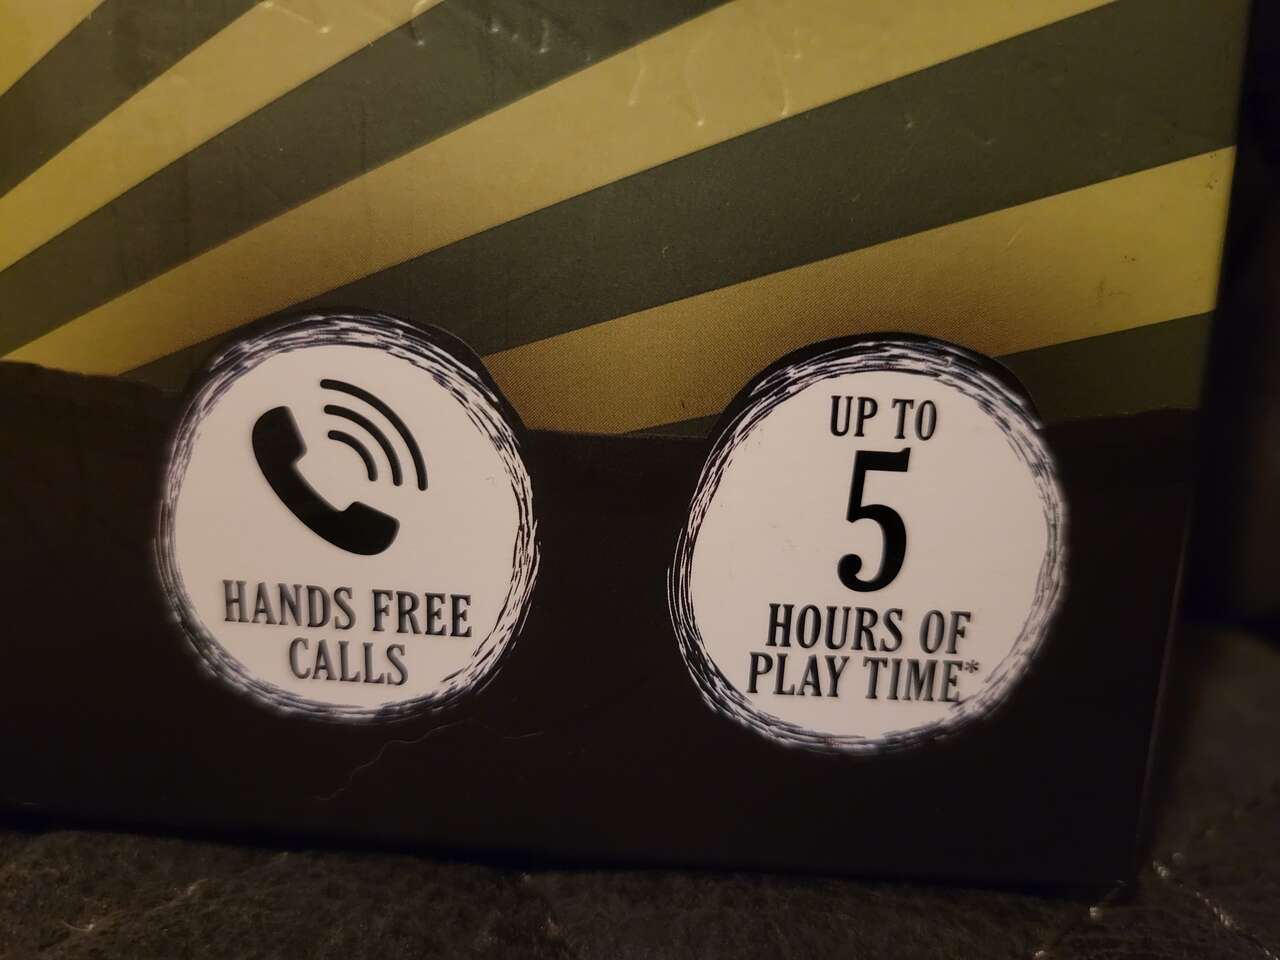 HANDS FREE
CALLS
UP TO
5
HOURS OF
PLAY TIME*